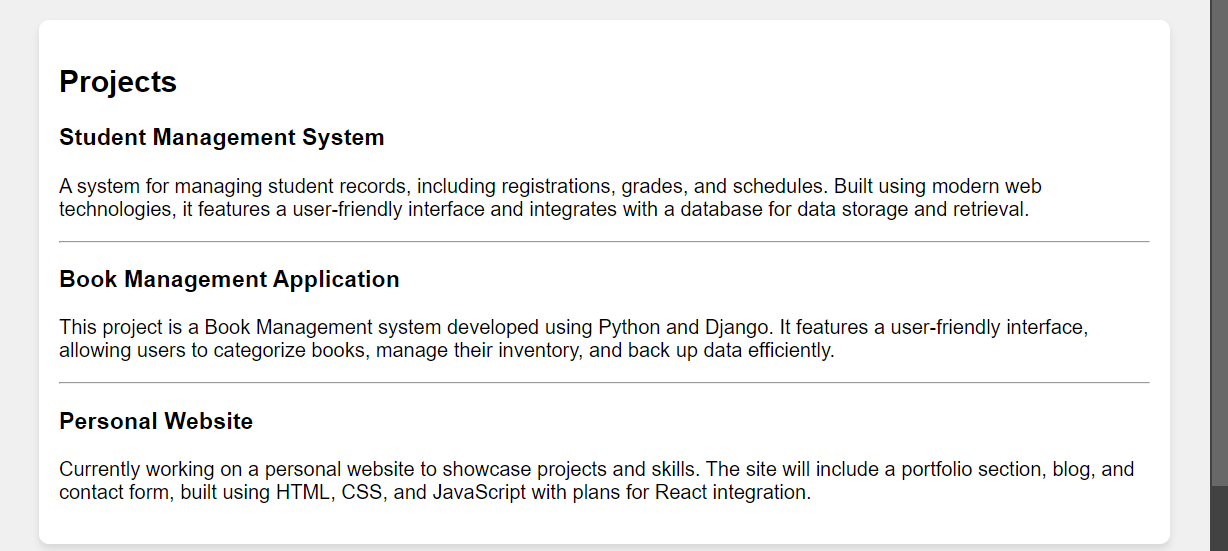 Projects
Student Management System
A system for managing student records, including registrations, grades, and schedules. Built using modern web
technologies, it features a user-friendly interface and integrates with a database for data storage and retrieval.
Book Management Application
This project is a Book Management system developed using Python and Django. It features a user-friendly interface,
allowing users to categorize books, manage their inventory, and back up data efficiently.
Personal Website
Currently working on a personal website to showcase projects and skills. The site will include a portfolio section, blog, and
contact form, built using HTML, CSS, and JavaScript with plans for React integration.